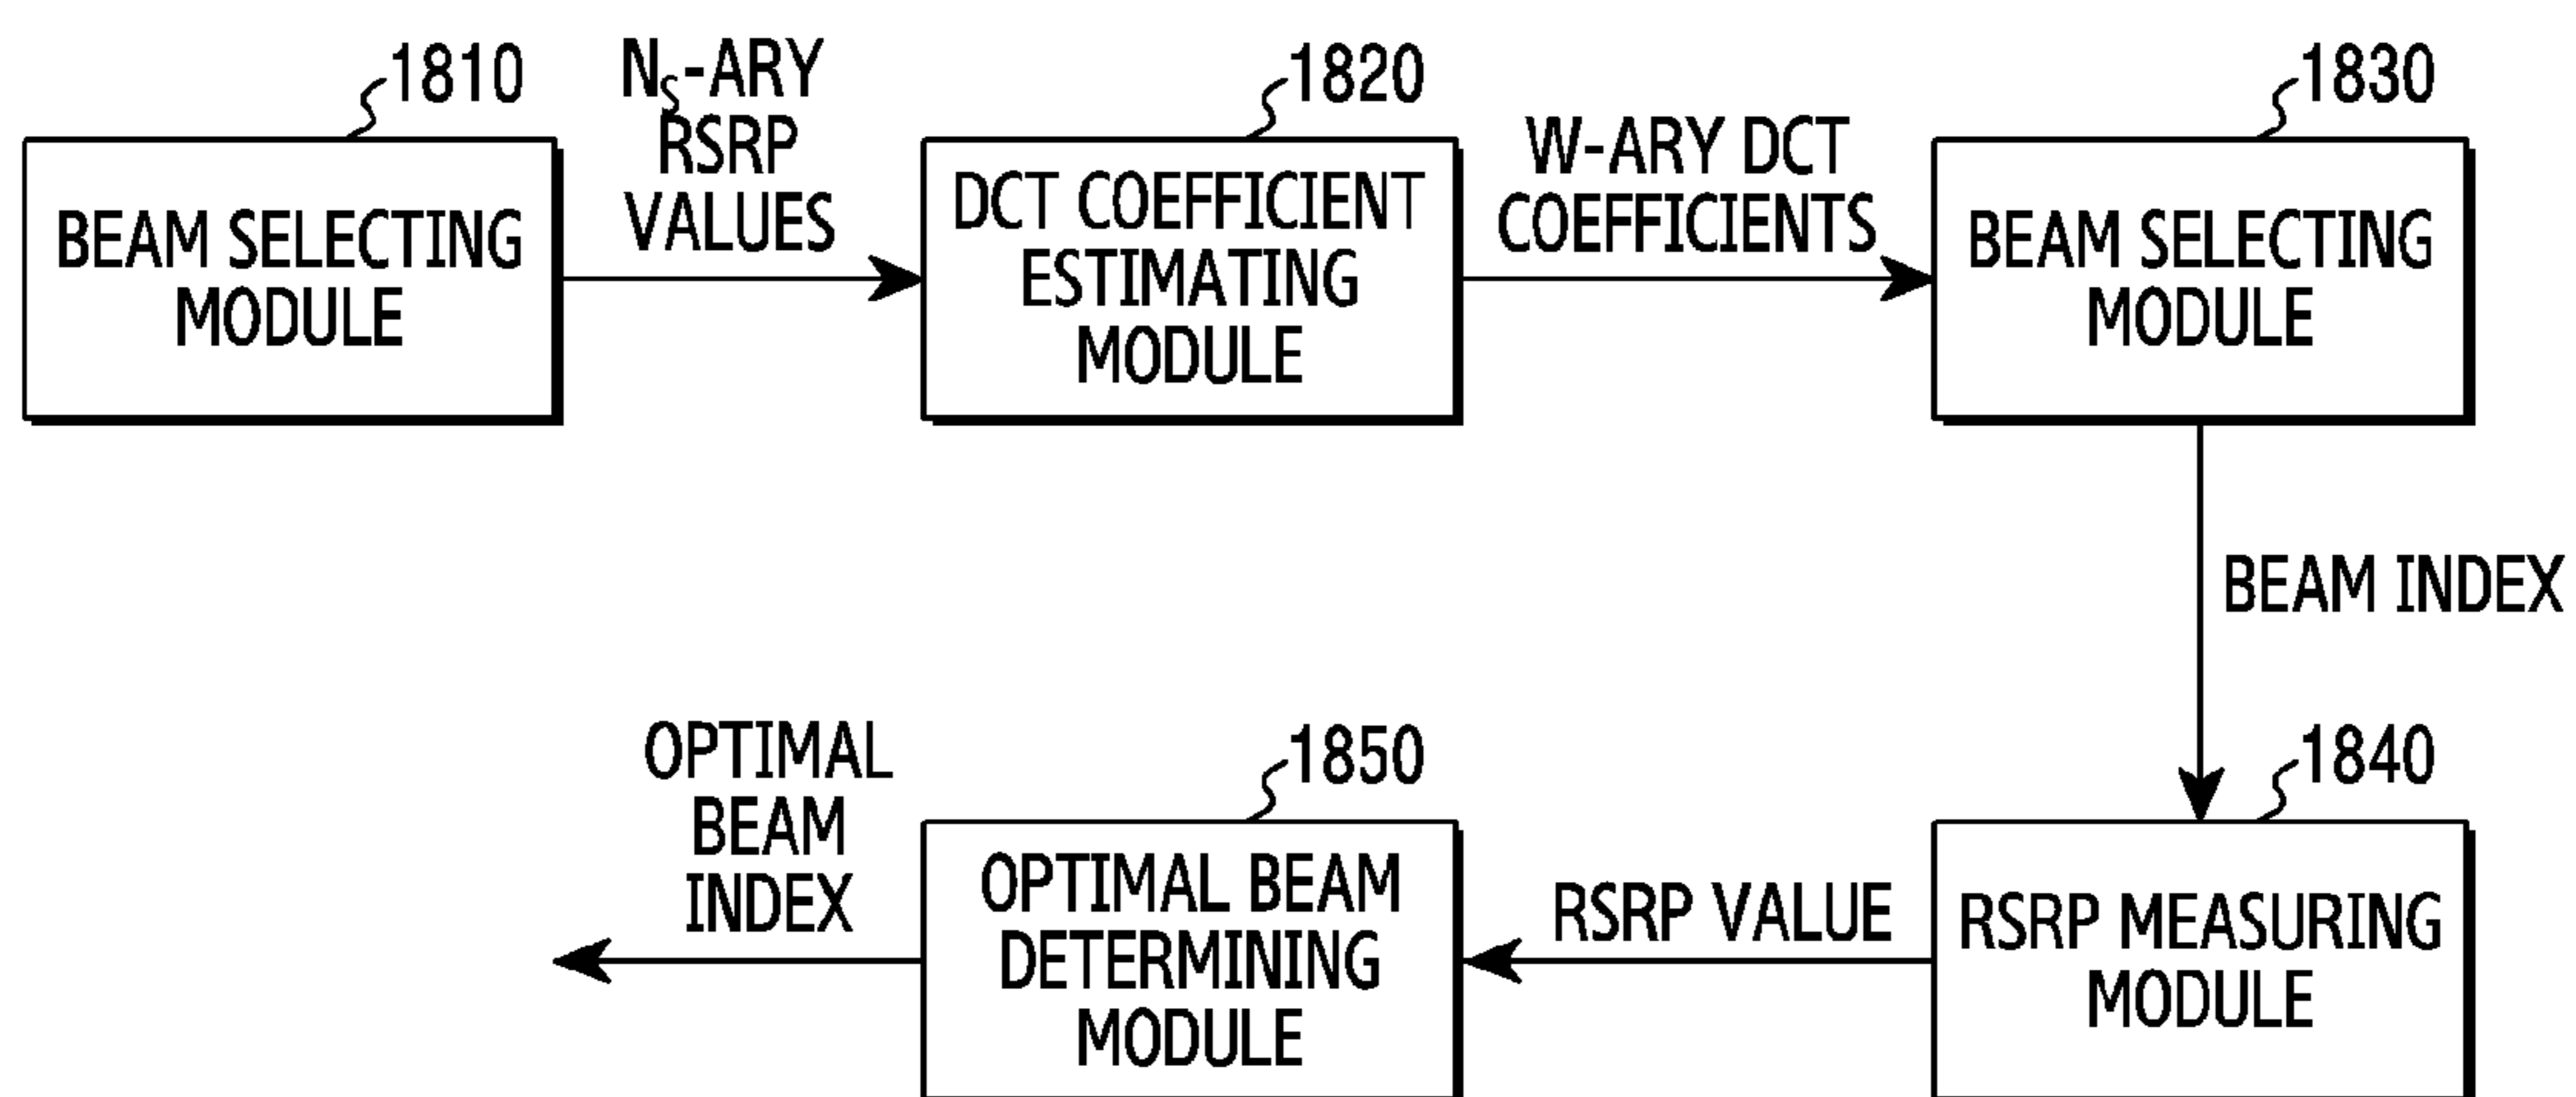 1810
N_S-ARY
RSRP
VALUES
1820
W-ARY DCT
COEFFICIENTS
1830
BEAM SELECTING
MODULE
DCT COEFFICIENT
ESTIMATING
MODULE
BEAM SELECTING
MODULE
BEAM INDEX
OPTIMAL
BEAM
INDEX
1850
1840
OPTIMAL BEAM
DETERMINING
MODULE
RSRP VALUE
RSRP MEASURING
MODULE